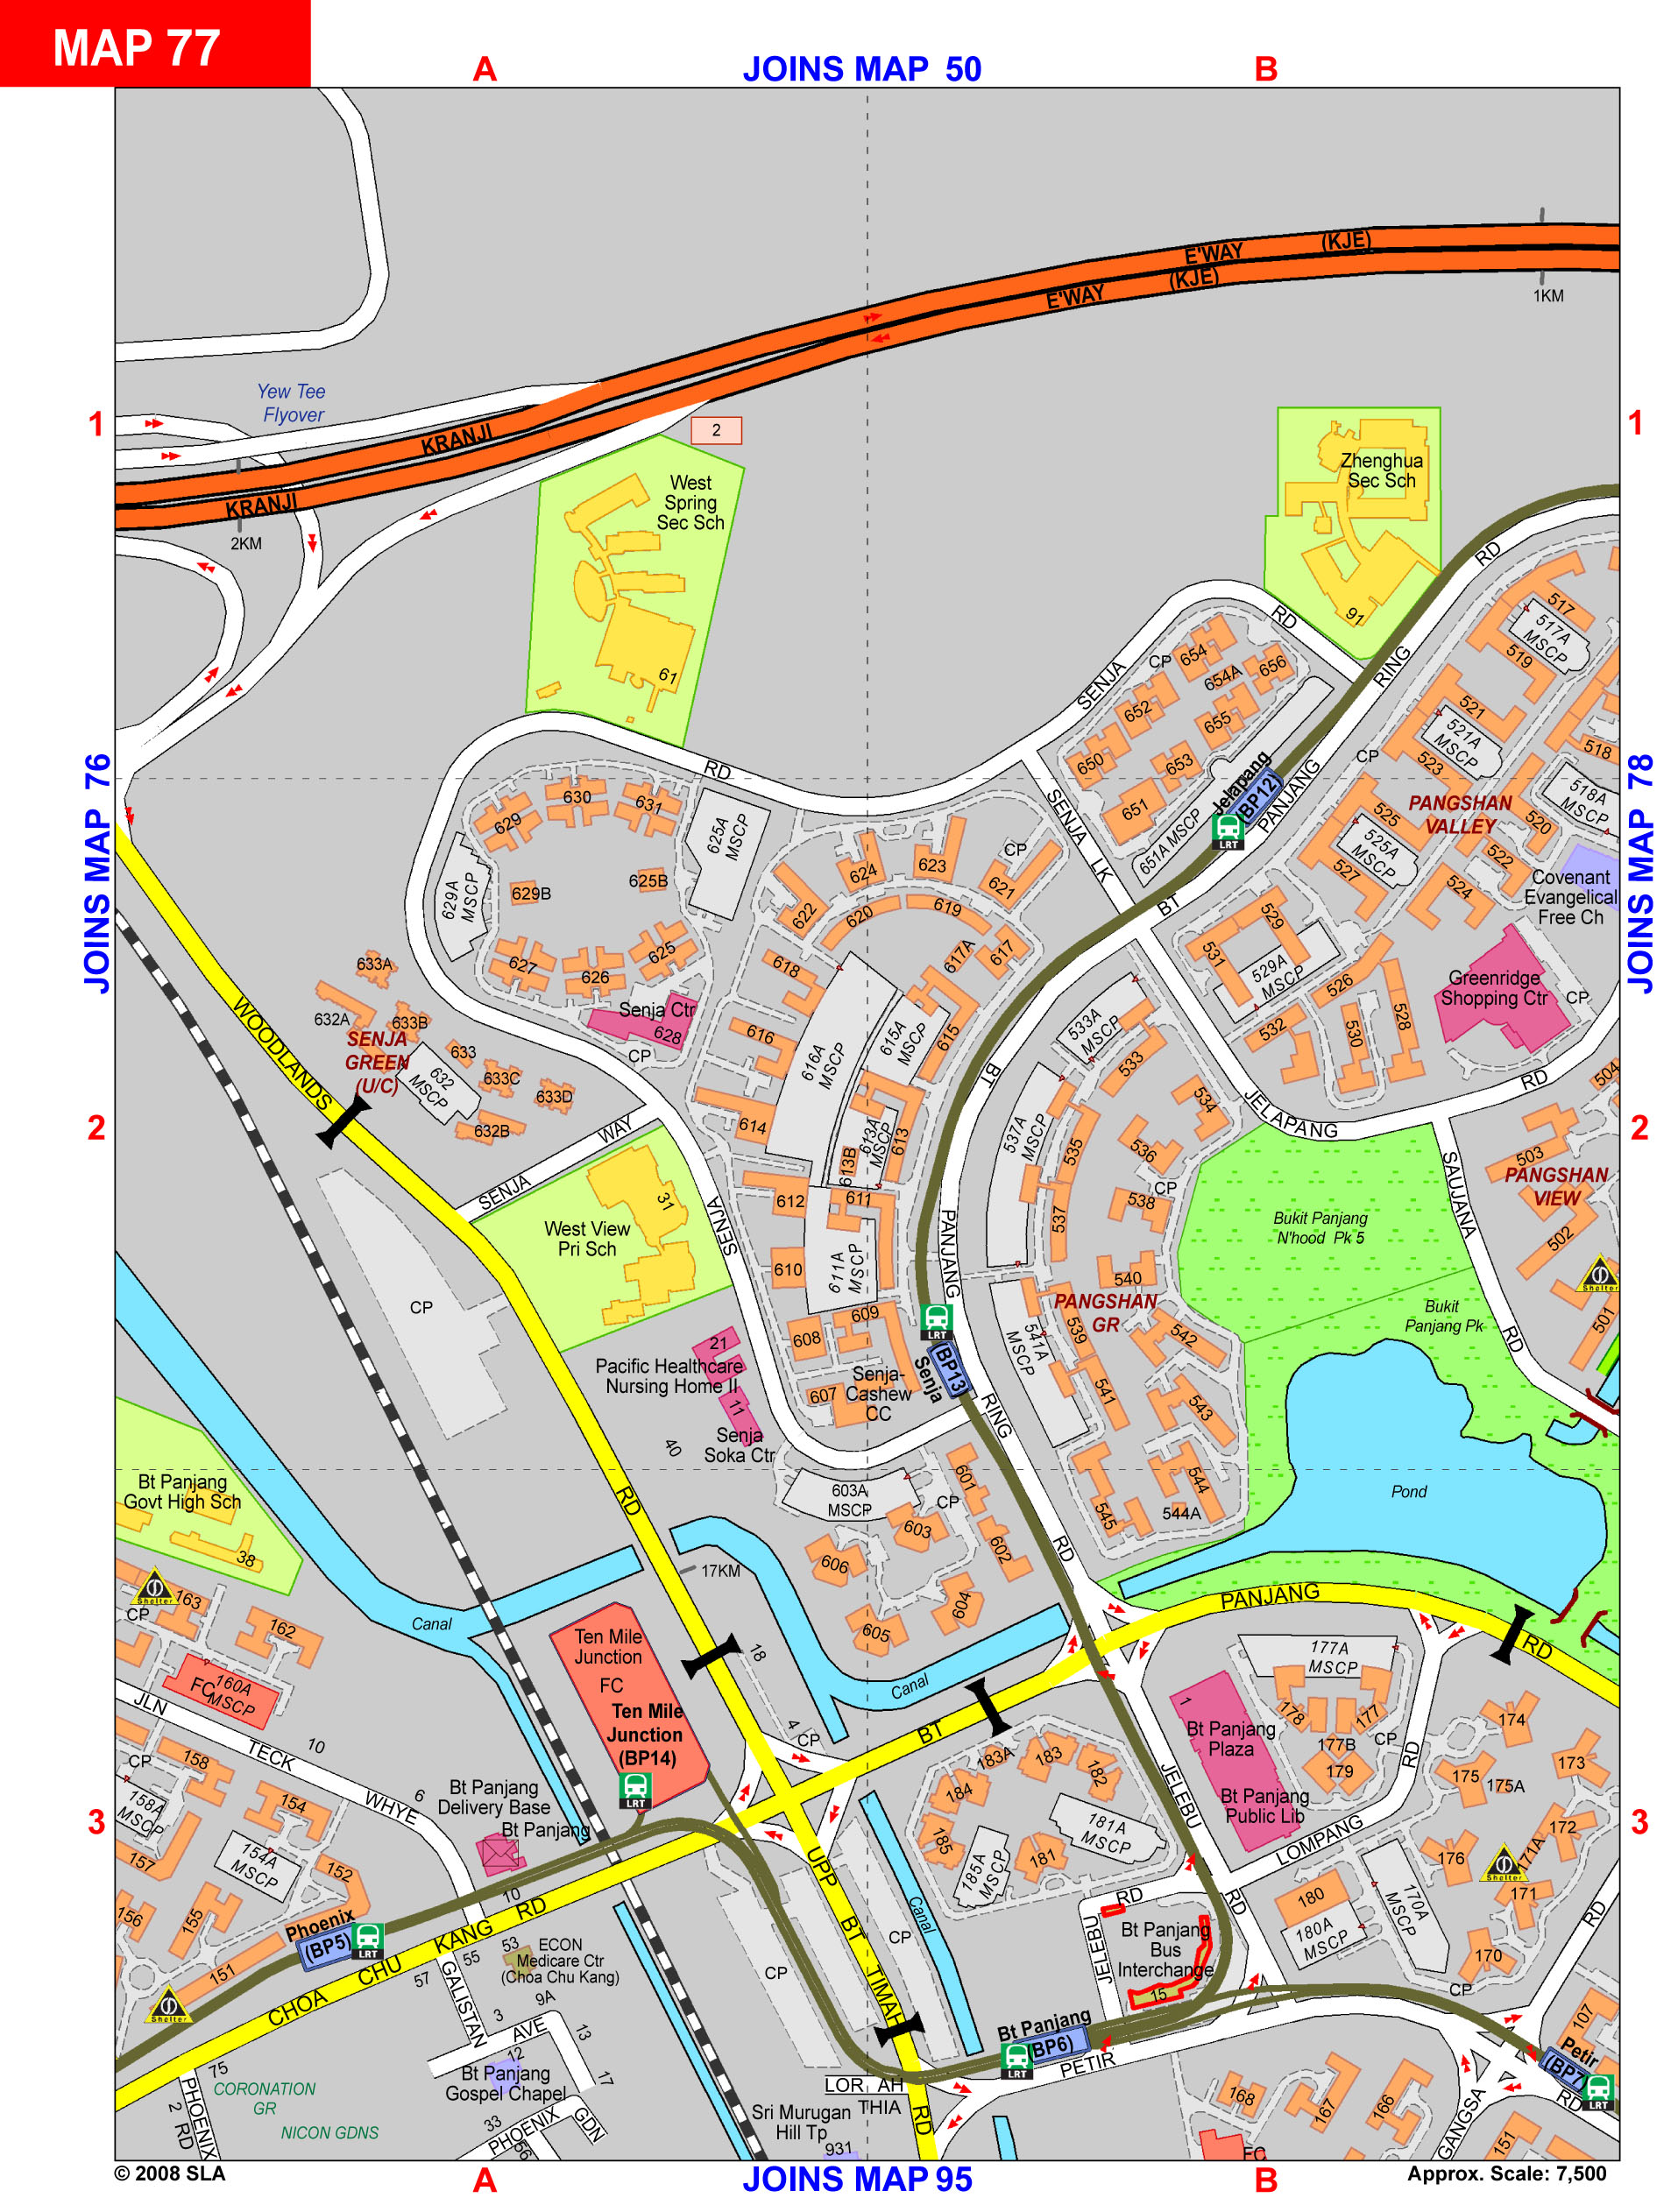 MAP 77
A
JOINS MAP 50
B
E'WAY
(KJE)
E'WAY
(KJE)
1KM
Yew Tee
Flyover
1
1
KRANJI
KRANJI
2KM
2
West
Spring
Sec Sch
61
Zhenghua
Sec Sch
91
RD
RING
RD
SENJA
CP
654
654A
656
652
655
650
653
651
651A MSCP
Jelapang
(BP12)
LRT
PANJANG
517
517A
MSCP
519
521
521A
MSCP
523
518
518A
MSCP
CP
PANGSHAN
VALLEY
525
525A
MSCP
527
520
522
524
Covenant
Evangelical
Free Ch
JOINS MAP 76
JOINS MAP 78
RD
630
631
629
625A
MSCP
629A
MSCP
629B
625B
627
626
625
Senja Ctr
628
CP
SENJA LK
BT
CP
624
623
621
622
620
619
617A
617
618
616
616A
MSCP
615A
MSCP
615
614
613A
MSCP
613B
613
612
611
611A
MSCP
610
609
608
607
529
531
529A
MSCP
526
532
530
528
Greenridge
Shopping Ctr
CP
RD
504
533A
MSCP
533
534
BT
537A
MSCP
535
536
CP
538
537
JELAPANG
WOODLANDS
633A
632A
633B
SENJA
GREEN
(U/C)
633
632
MSCP
633C
633D
632B
2
2
SENJA
WAY
West View
Pri Sch
31
SENJA
CP
PANJANG
540
PANGSHAN
GR
541A
MSCP
539
542
541
543
544
545
544A
Bukit Panjang
N'hood Pk 5
Bukit
Panjang Pk
SAUJANA
RD
503
PANGSHAN
VIEW
502
Shelter
501
LRT
(BP13)
Senja
Senja-
Cashew
CC
RING
21
Pacific Healthcare
Nursing Home II
11
Senja
Soka Ctr
40
Bt Panjang
Govt High Sch
38
RD
603A
MSCP
601
CP
603
602
606
604
605
RD
Pond
17KM
Canal
Shelter
163
CP
162
FC
160A
MSCP
Ten Mile
Junction
FC
Ten Mile
Junction
(BP14)
LRT
18
4
CP
Canal
BT
PANJANG
RD
177A
MSCP
1
Bt Panjang
Plaza
Bt Panjang
Public Lib
178
177
177B
CP
179
174
173
175
175A
172
171A
171
176
Shelter
RD
JLN
TECK
WHYE
10
6
CP
158
158A
MSCP
157
154
154A
MSCP
152
156
155
151
Shelter
Bt Panjang
Delivery Base
Bt Panjang
183A
183
182
184
185
181A
MSCP
185A
MSCP
181
JELEBU
LOMPANG
180
180A
MSCP
170A
MSCP
170
CP
RD
3
3
10
Phoenix
(BP5)
LRT
CHOA
CHU
KANG
RD
57
55
53
ECON
Medicare Ctr
(Choa Chu Kang)
GALISTAN
3
9A
AVE
13
12
17
Bt Panjang
Gospel Chapel
33
PHOENIX
GDN
56
75
CORONATION
GR
NICON GDNS
2
PHOENIX
RD
CP
UPP
BT
TIMAH
RD
CP
Canal
RD
JELEBU
RD
Bt Panjang
Bus
Interchange
15
Bt Panjang
(BP6)
LRT
PETIR
LOR AH
THIA
Sri Murugan
Hill Tp
931
168
167
166
GANGSA
151
FC
107
Petir
(BP7)
LRT
RD
© 2008 SLA
A
JOINS MAP 95
B
Approx. Scale: 7,500